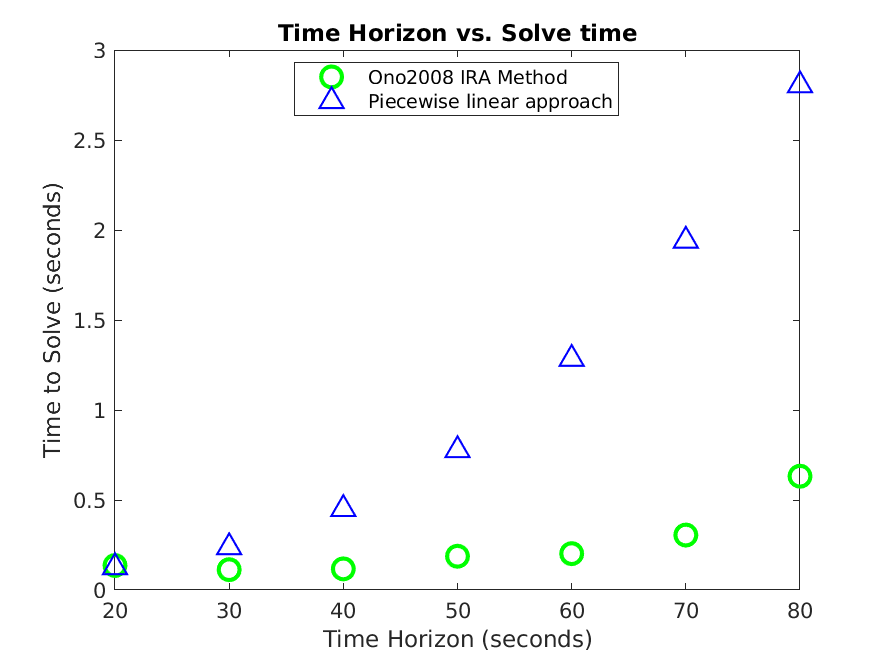 Time Horizon vs. Solve time
Ono2008 IRA Method
Piecewise linear approach
3
2.5
2
1.5
1
0.5
0
Time to Solve (seconds)
20 30 40 50 60 70 80
Time Horizon (seconds)